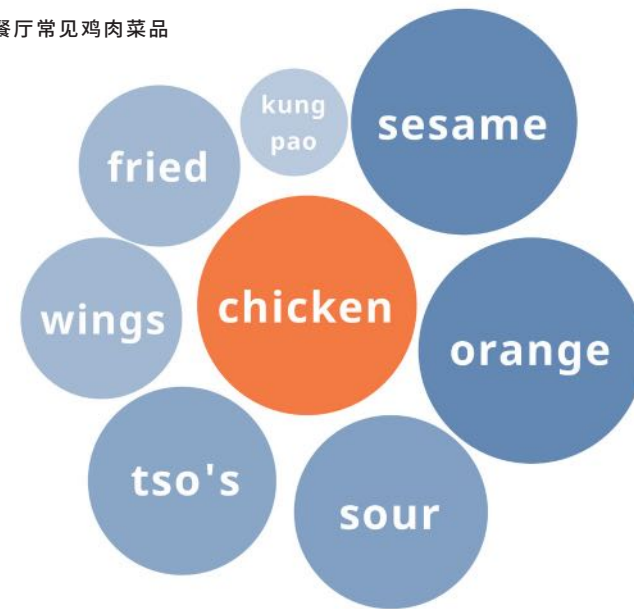 餐厅常见鸡肉菜品
kung
pao
sesame
fried
chicken
wings
orange
tso's
sour